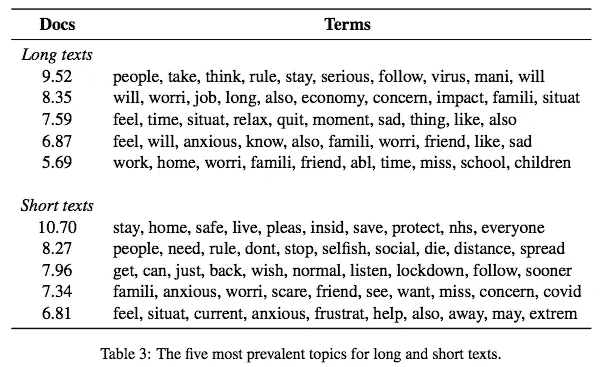 Docs Terms
Long texts
9.52 people, take, think, rule, stay, serious, follow, virus, mani, will
8.35 will, worri, job, long, also, economy, concern, impact, famili, situat
7.59 feel, time, situat, relax, quit, moment, sad, thing, like, also
6.87 feel, will, anxious, know, also, famili, worri, friend, like, sad
5.69 work, home, worri, famili, friend, abl, time, miss, school, children
Short texts
10.70 stay, home, safe, live, pleas, insid, save, protect, nhs, everyone
8.27 people, need, rule, dont, stop, selfish, social, die, distance, spread
7.96 get, can, just, back, wish, normal, listen, lockdown, follow, sooner
7.34 famili, anxious, worri, scare, friend, see, want, miss, concern, covid
6.81 feel, situat, current, anxious, frustrat, help, also, away, may, extrem
Table 3: The five most prevalent topics for long and short texts.